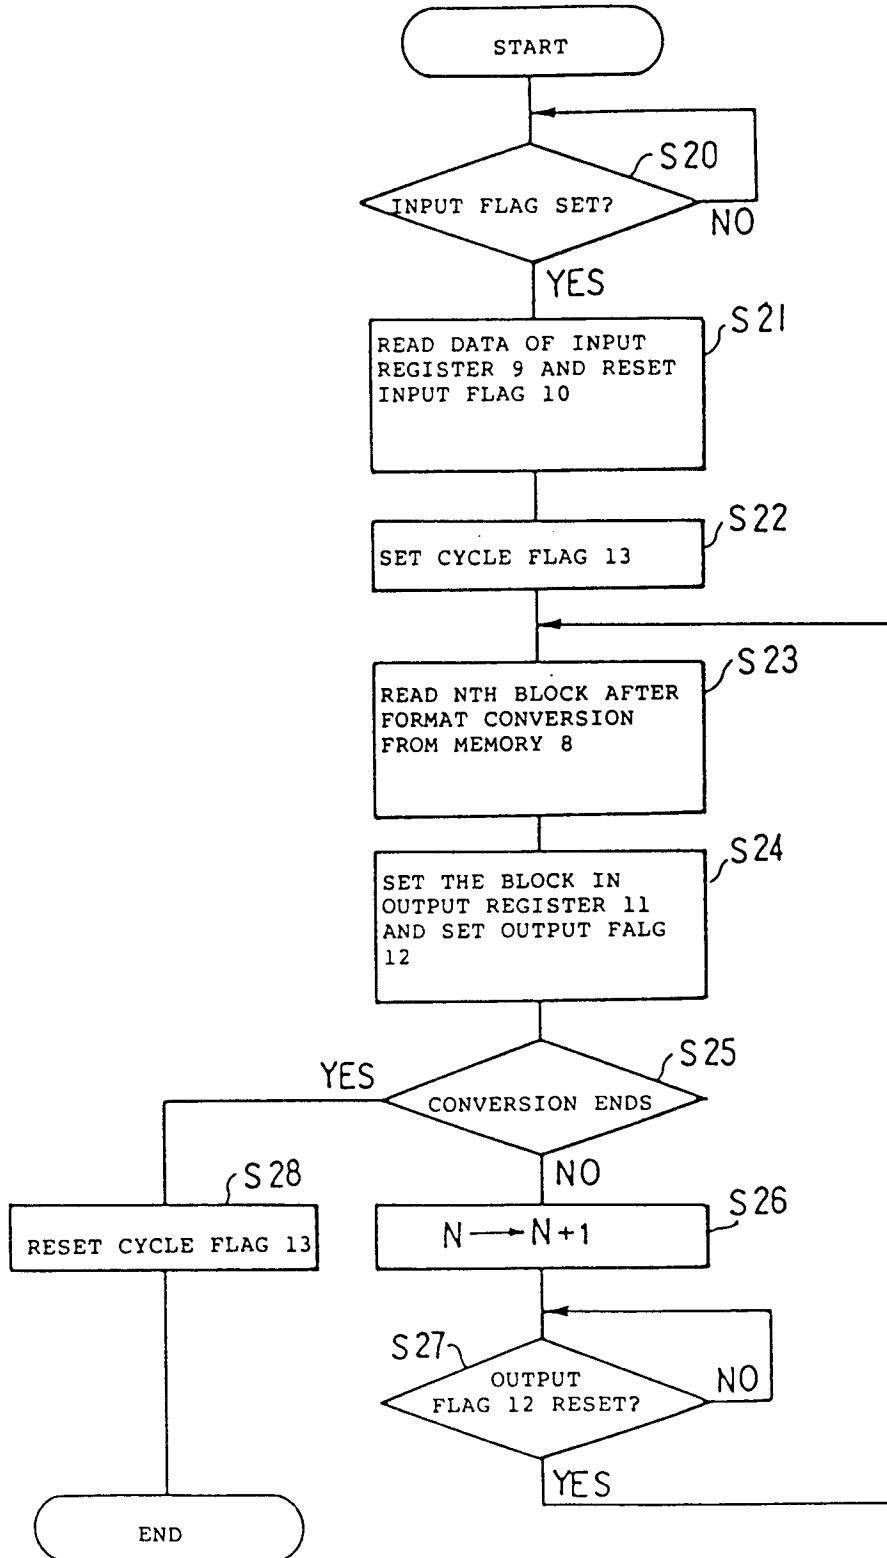 START
S20
INPUT FLAG SET?
NO
YES
S21
READ DATA OF INPUT
REGISTER 9 AND RESET
INPUT FLAG 10
S22
SET CYCLE FLAG 13
S23
READ NTH BLOCK AFTER
FORMAT CONVERSION
FROM MEMORY 8
S24
SET THE BLOCK IN
OUTPUT REGISTER 11
AND SET OUTPUT FALG
12
S25
YES
CONVERSION ENDS
NO
S28
RESET CYCLE FLAG 13
S26
N → N+1
S27
OUTPUT
FLAG 12 RESET?
NO
YES
END